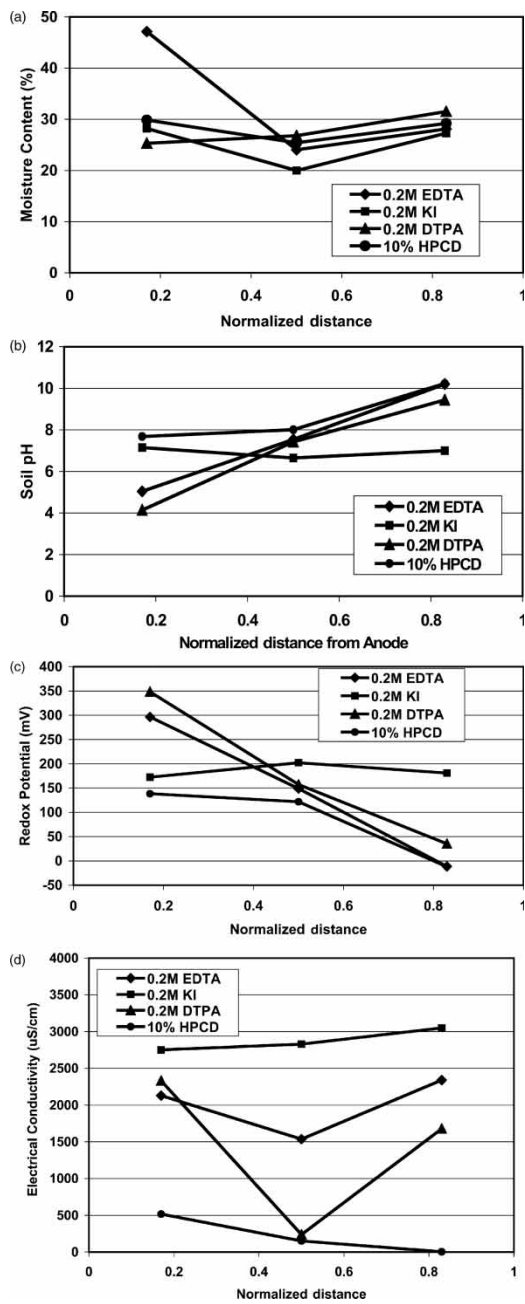 (a)
50
40
30
20
10
0
Moisture Content (%)
0.2M EDTA
0.2M KI
0.2M DTPA
10% HPCD
0 0.2 0.4 0.6 0.8 1
Normalized distance
(b)
12
10
8
6
4
2
0
Soil pH
0.2M EDTA
0.2M KI
0.2M DTPA
10% HPCD
0 0.2 0.4 0.6 0.8 1
Normalized distance from Anode
(c)
400
350
300
250
200
150
100
50
0
-50
Redox Potential (mV)
0.2M EDTA
0.2M KI
0.2M DTPA
10% HPCD
0 0.2 0.4 0.6 0.8 1
Normalized distance
(d)
4000
3500
3000
2500
2000
1500
1000
500
0
Electrical Conductivity (uS/cm)
0.2M EDTA
0.2M KI
0.2M DTPA
10% HPCD
0 0.2 0.4 0.6 0.8 1
Normalized distance